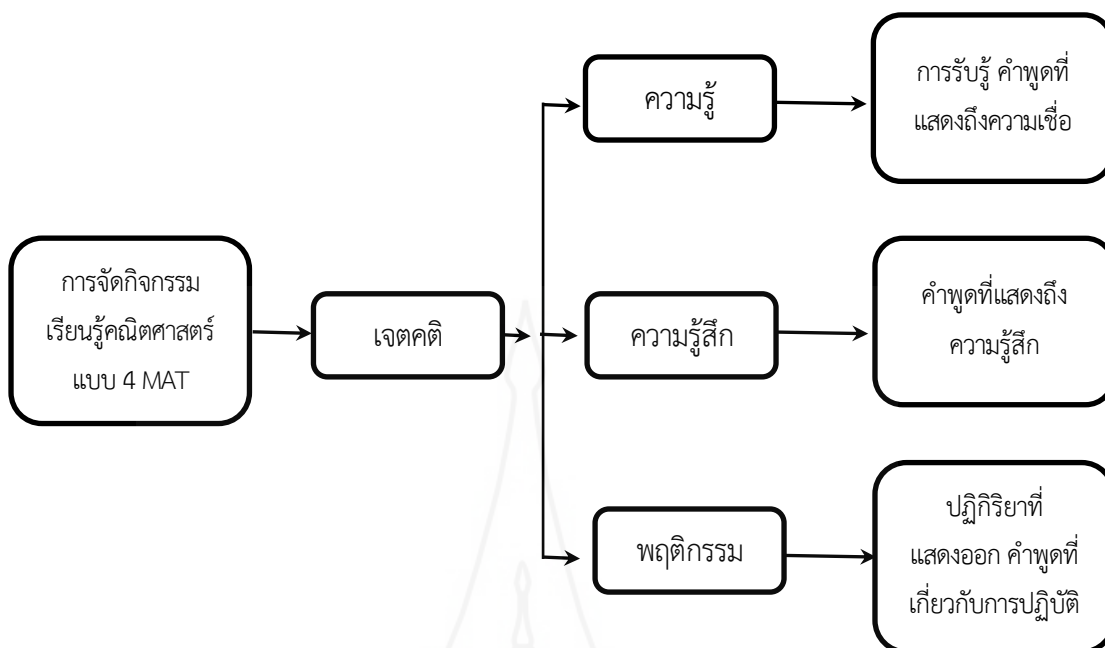 การจัดกิจกรรม
เรียนรู้คณิตศาสตร์
แบบ 4 MAT
เจตคติ
ความรู้
การรับรู้ คำพูดที่
แสดงถึงความเชื่อ
ความรู้สึก
คำพูดที่แสดงถึง
ความรู้สึก
พฤติกรรม
ปฏิกิริยาที่
แสดงออก คำพูดที่
เกี่ยวกับการปฏิบัติ